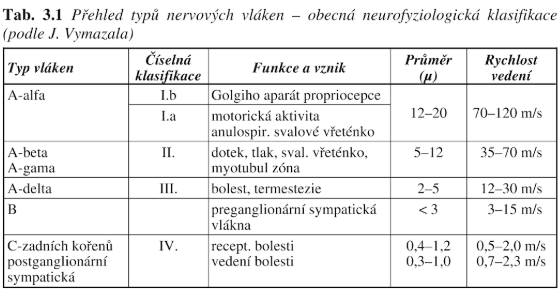 Tab. 3.1 Přehled typů nervových vláken – obecná neurofyziologická klasifikace
(podle J. Vymazala)
Typ vláken Číselná klasifikace Funkce a vznik Průměr (μ) Rychlost vedení
A-alfa I.b Golgiho aparát propriocepce
I.a motorická aktivita 12–20 70–120 m/s
anulospir. svalové vřeténko
A-beta II. dotek, tlak, sval. vřeténko, 5–12 35–70 m/s
A-gama myotubul zóna
A-delta III. bolest, termestezie 2–5 12–30 m/s
B preganglionární sympatická < 3 3–15 m/s
vlákna
C-zadních kořenů IV. recept. bolesti 0,4–1,2 0,5–2,0 m/s
postganglionární vedení bolesti 0,3–1,0 0,7–2,3 m/s
sympatická